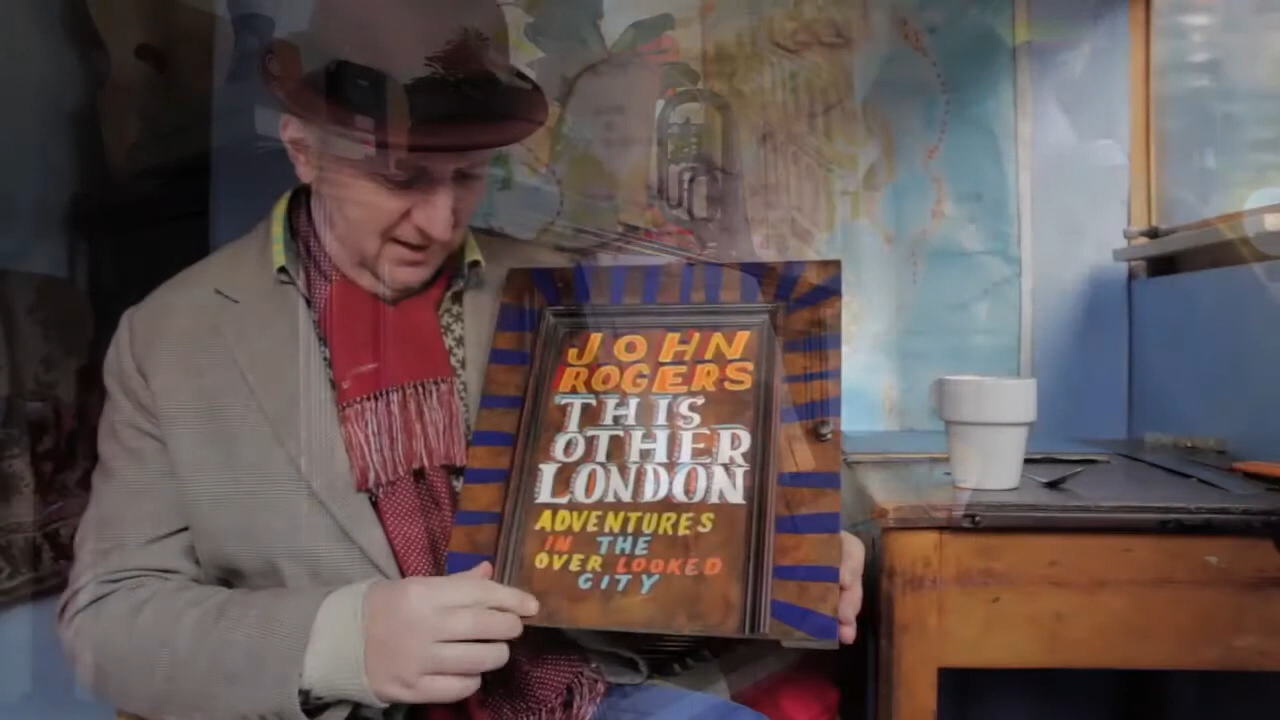 JOHN
ROGERS
THIS
OTHER
LONDON
ADVENTURES
IN THE
OVER LOOKED
CITY